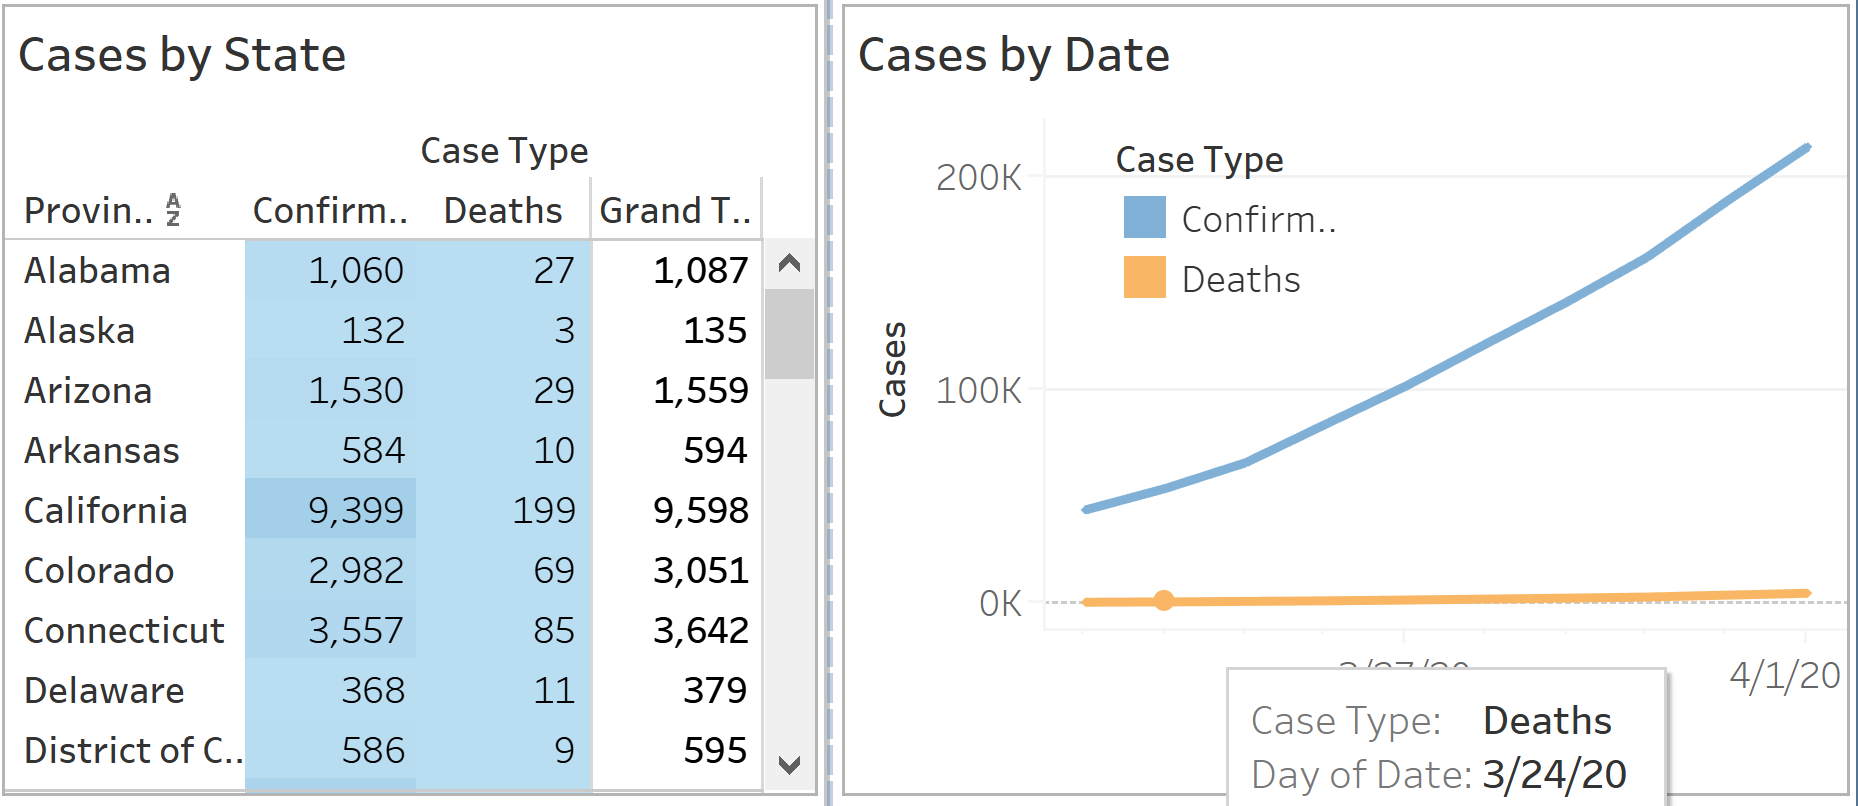 Cases by State
Case Type
Provin.. A Z Confirm.. Deaths Grand T..
Alabama 1,060 27 1,087
Alaska 132 3 135
Arizona 1,530 29 1,559
Arkansas 584 10 594
California 9,399 199 9,598
Colorado 2,982 69 3,051
Connecticut 3,557 85 3,642
Delaware 368 11 379
District of C.. 586 9 595
Cases by Date
Case Type
Confirm..
Deaths
200K
100K
0K
Cases
3/27/20 4/1/20
Case Type: Deaths
Day of Date: 3/24/20